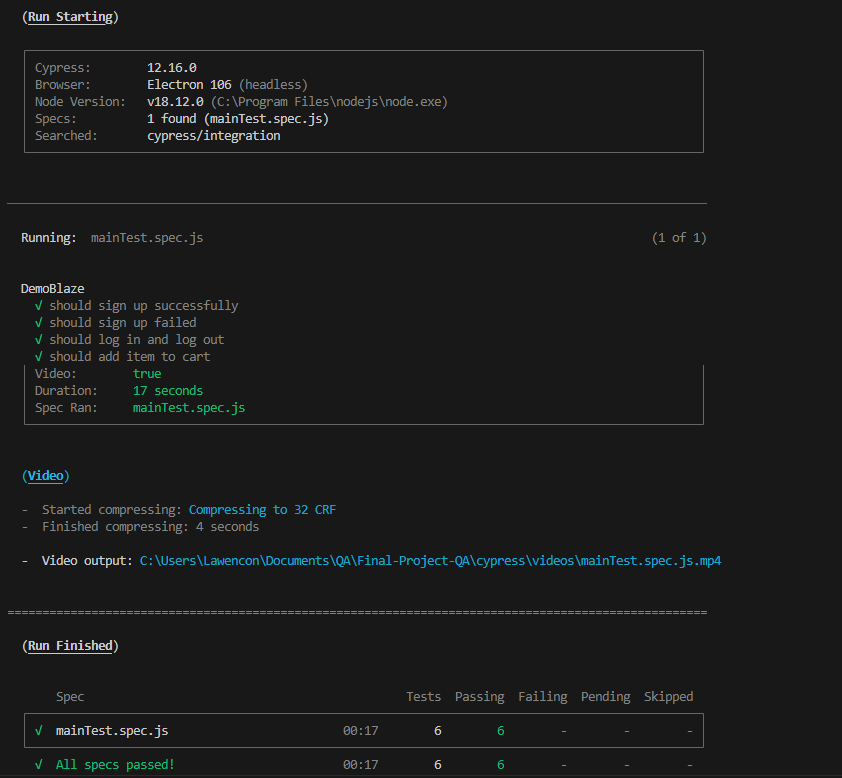 (Run Starting)
Cypress: 12.16.0
Browser: Electron 106 (headless)
Node Version: v18.12.0 (C:\Program Files\nodejs\node.exe)
Specs: 1 found (mainTest.spec.js)
Searched: cypress/integration
Running: mainTest.spec.js (1 of 1)
DemoBlaze
√ should sign up successfully
√ should sign up failed
√ should log in and log out
√ should add item to cart
Video: true
Duration: 17 seconds
Spec Ran: mainTest.spec.js
(Video)
- Started compressing: Compressing to 32 CRF
- Finished compressing: 4 seconds
- Video output: C:\Users\Lawencon\Documents\QA\Final-Project-QA\cypress\videos\mainTest.spec.js.mp4
====================================================================================================
(Run Finished)
Spec Tests Passing Failing Pending Skipped
√ mainTest.spec.js 00:17 6 6 - - -
√ All specs passed! 00:17 6 6 - - -